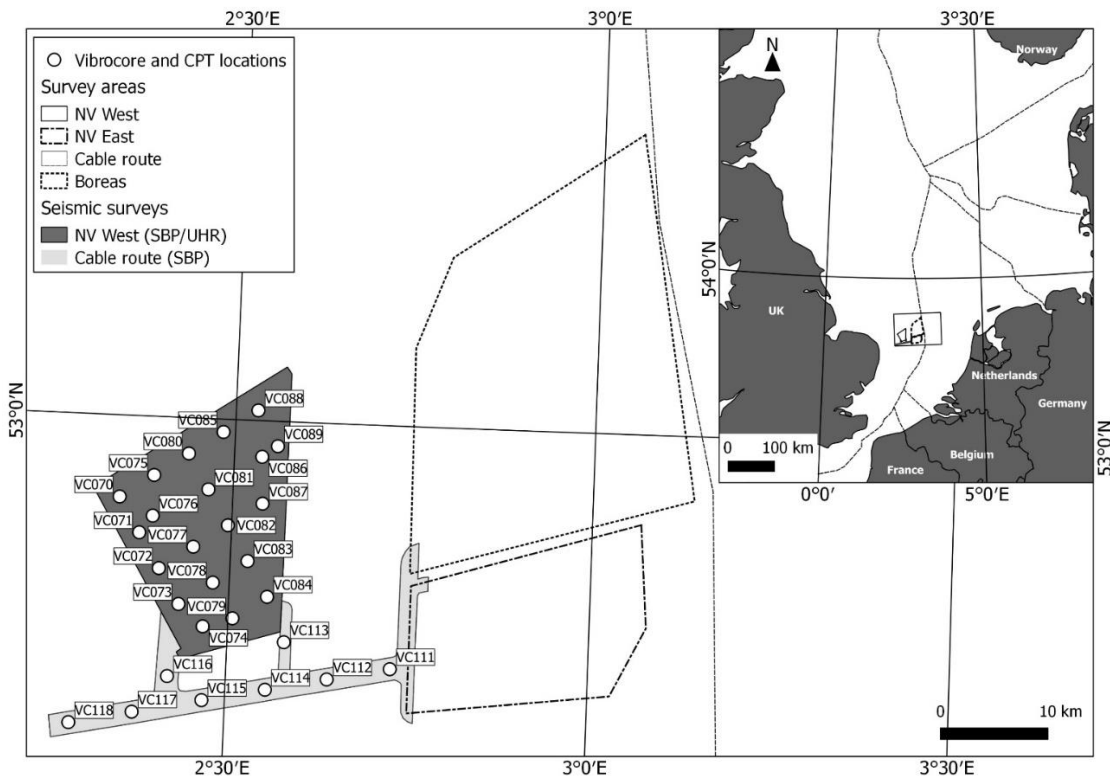 2°30′E
3°0′E
3°30′E
Vibrocore and CPT locations
Survey areas
NV West
NV East
Cable route
Boreas
Seismic surveys
NV West (SBP/UHR)
Cable route (SBP)
N
Norway
54°0′N
UK
Netherlands
Germany
Belgium
France
0 100 km
0°0′
5°0′E
53°0′N
53°0′N
VC088
VC085
VC089
VC080
VC086
VC075
VC081
VC070
VC087
VC076
VC071
VC082
VC077
VC083
VC072
VC078
VC084
VC073
VC079
VC074
VC113
VC116
VC111
VC112
VC114
VC115
VC117
VC118
0 10 km
2°30′E
3°0′E
3°30′E